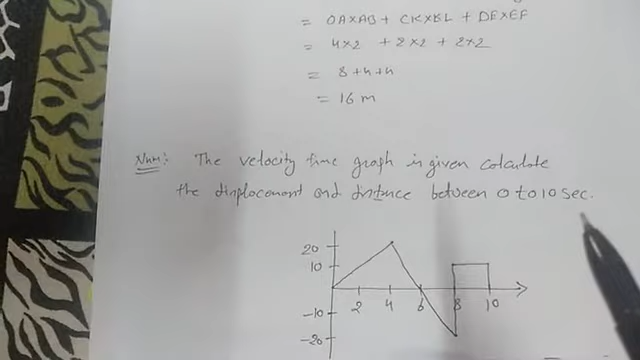 = OA×AB + CK×KL + DE×EF
= 4×2 + 2×2 + 2×2
= 8+4+4
= 16 m
Num: The velocity time graph is given calculate
the displacement and distance between 0 to 10 sec.
20
10
2 4 6 8 10
-10
-20